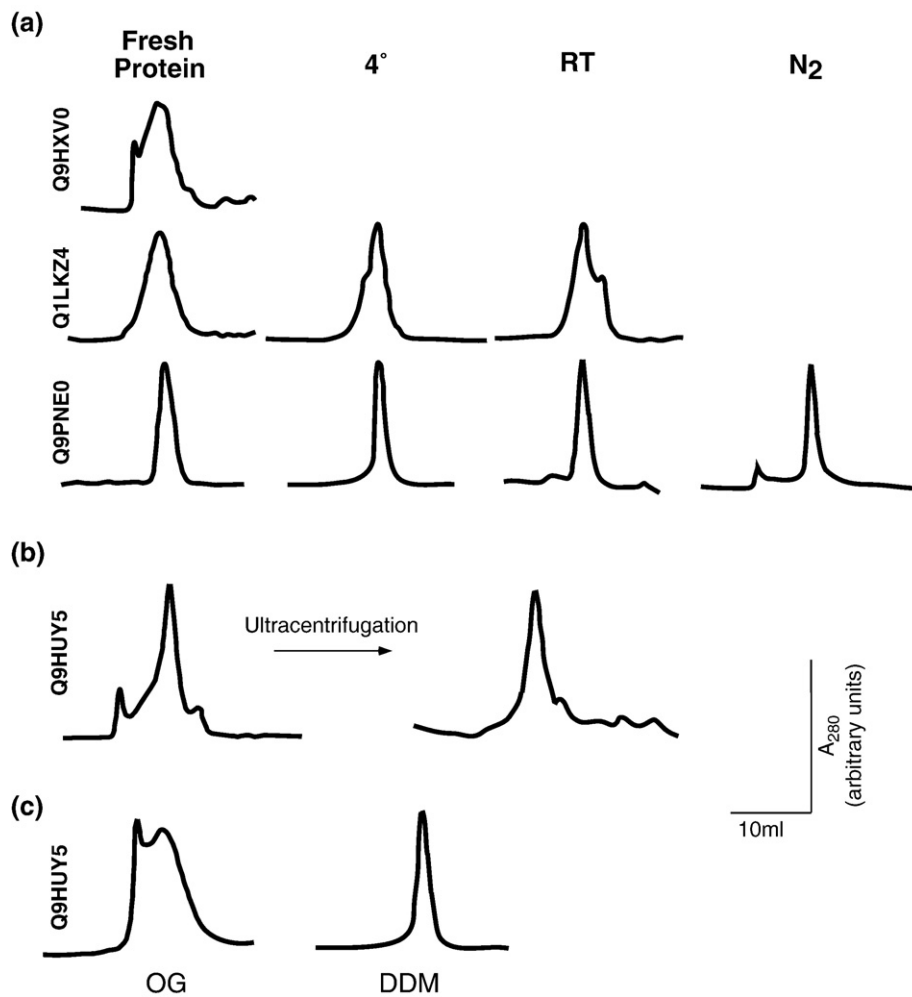 (a)
Fresh
Protein
4°
RT
N2
Q9HXV0
Q1LKZ4
Q9PNE0
(b)
Q9HUY5
Ultracentrifugation
A280
(arbitrary units)
10ml
(c)
Q9HUY5
OG
DDM